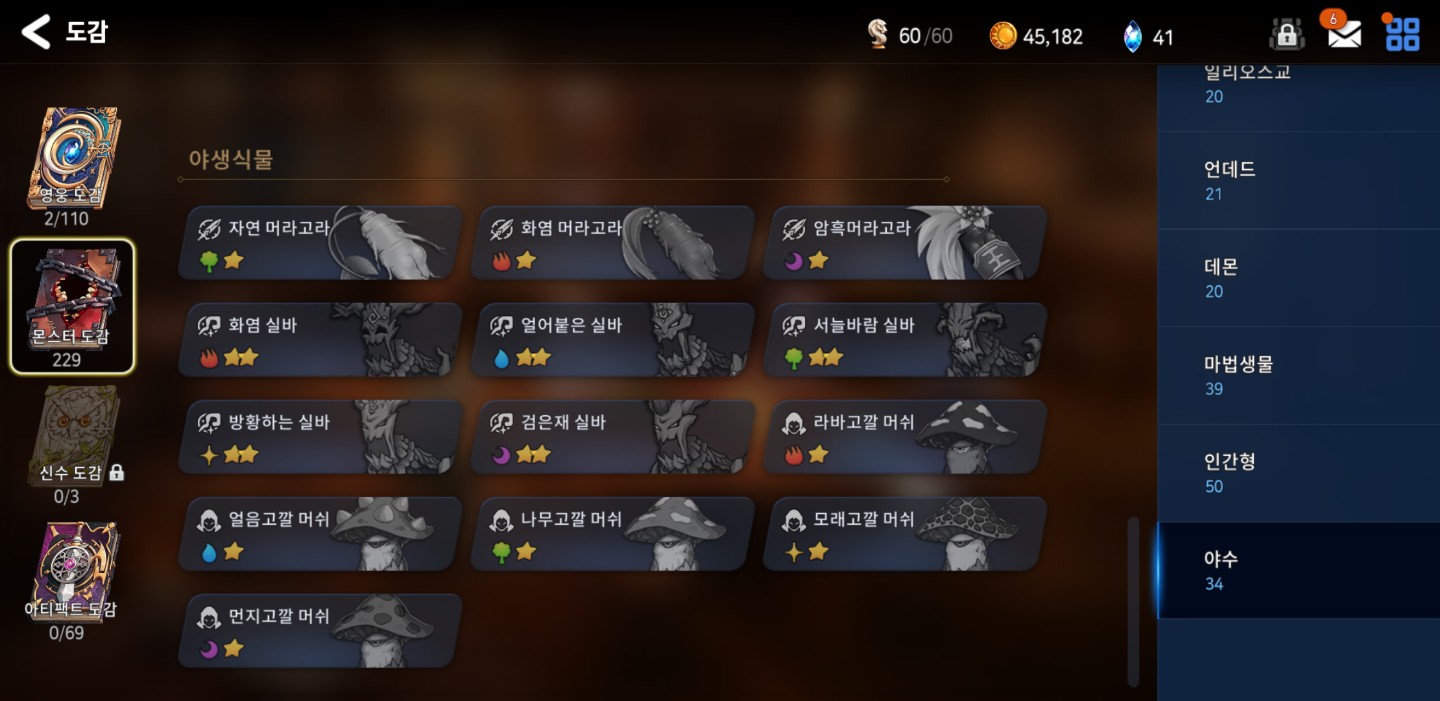 도감
60/60
45,182
41
6
영웅 도감
2/110
몬스터 도감
229
신수 도감
0/3
아티팩트 도감
0/69
야생식물
자연 머라고라
화염 머라고라
암흑머라고라
王
화염 실바
얼어붙은 실바
서늘바람 실바
방황하는 실바
검은재 실바
라바고깔 머쉬
얼음고깔 머쉬
나무고깔 머쉬
모래고깔 머쉬
먼지고깔 머쉬
일리오스교
20
언데드
21
데몬
20
마법생물
39
인간형
50
야수
34